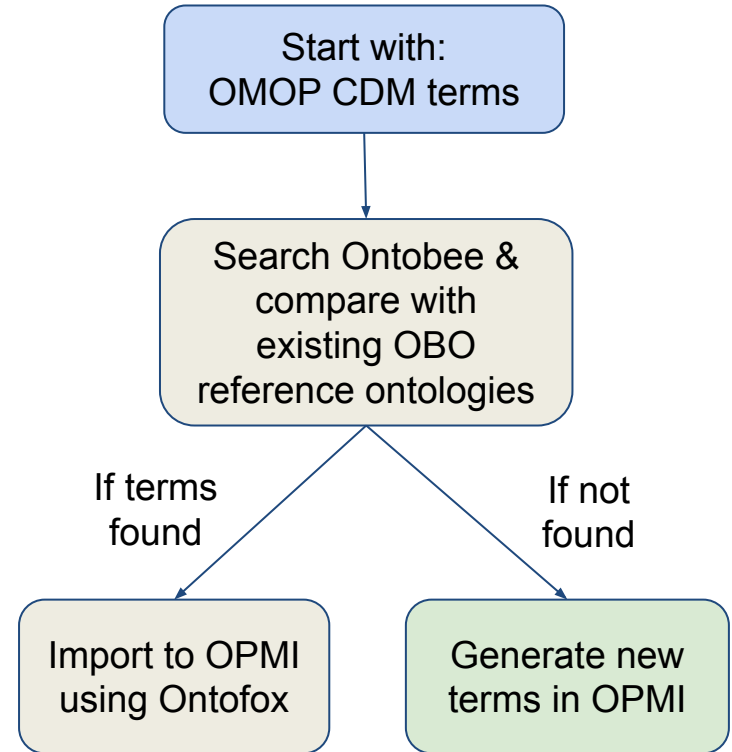 Start with:
OMOP CDM terms
Search Ontobee &
compare with
existing OBO
reference ontologies
If terms
found
If not
found
Import to OPMI
using Ontofox
Generate new
terms in OPMI